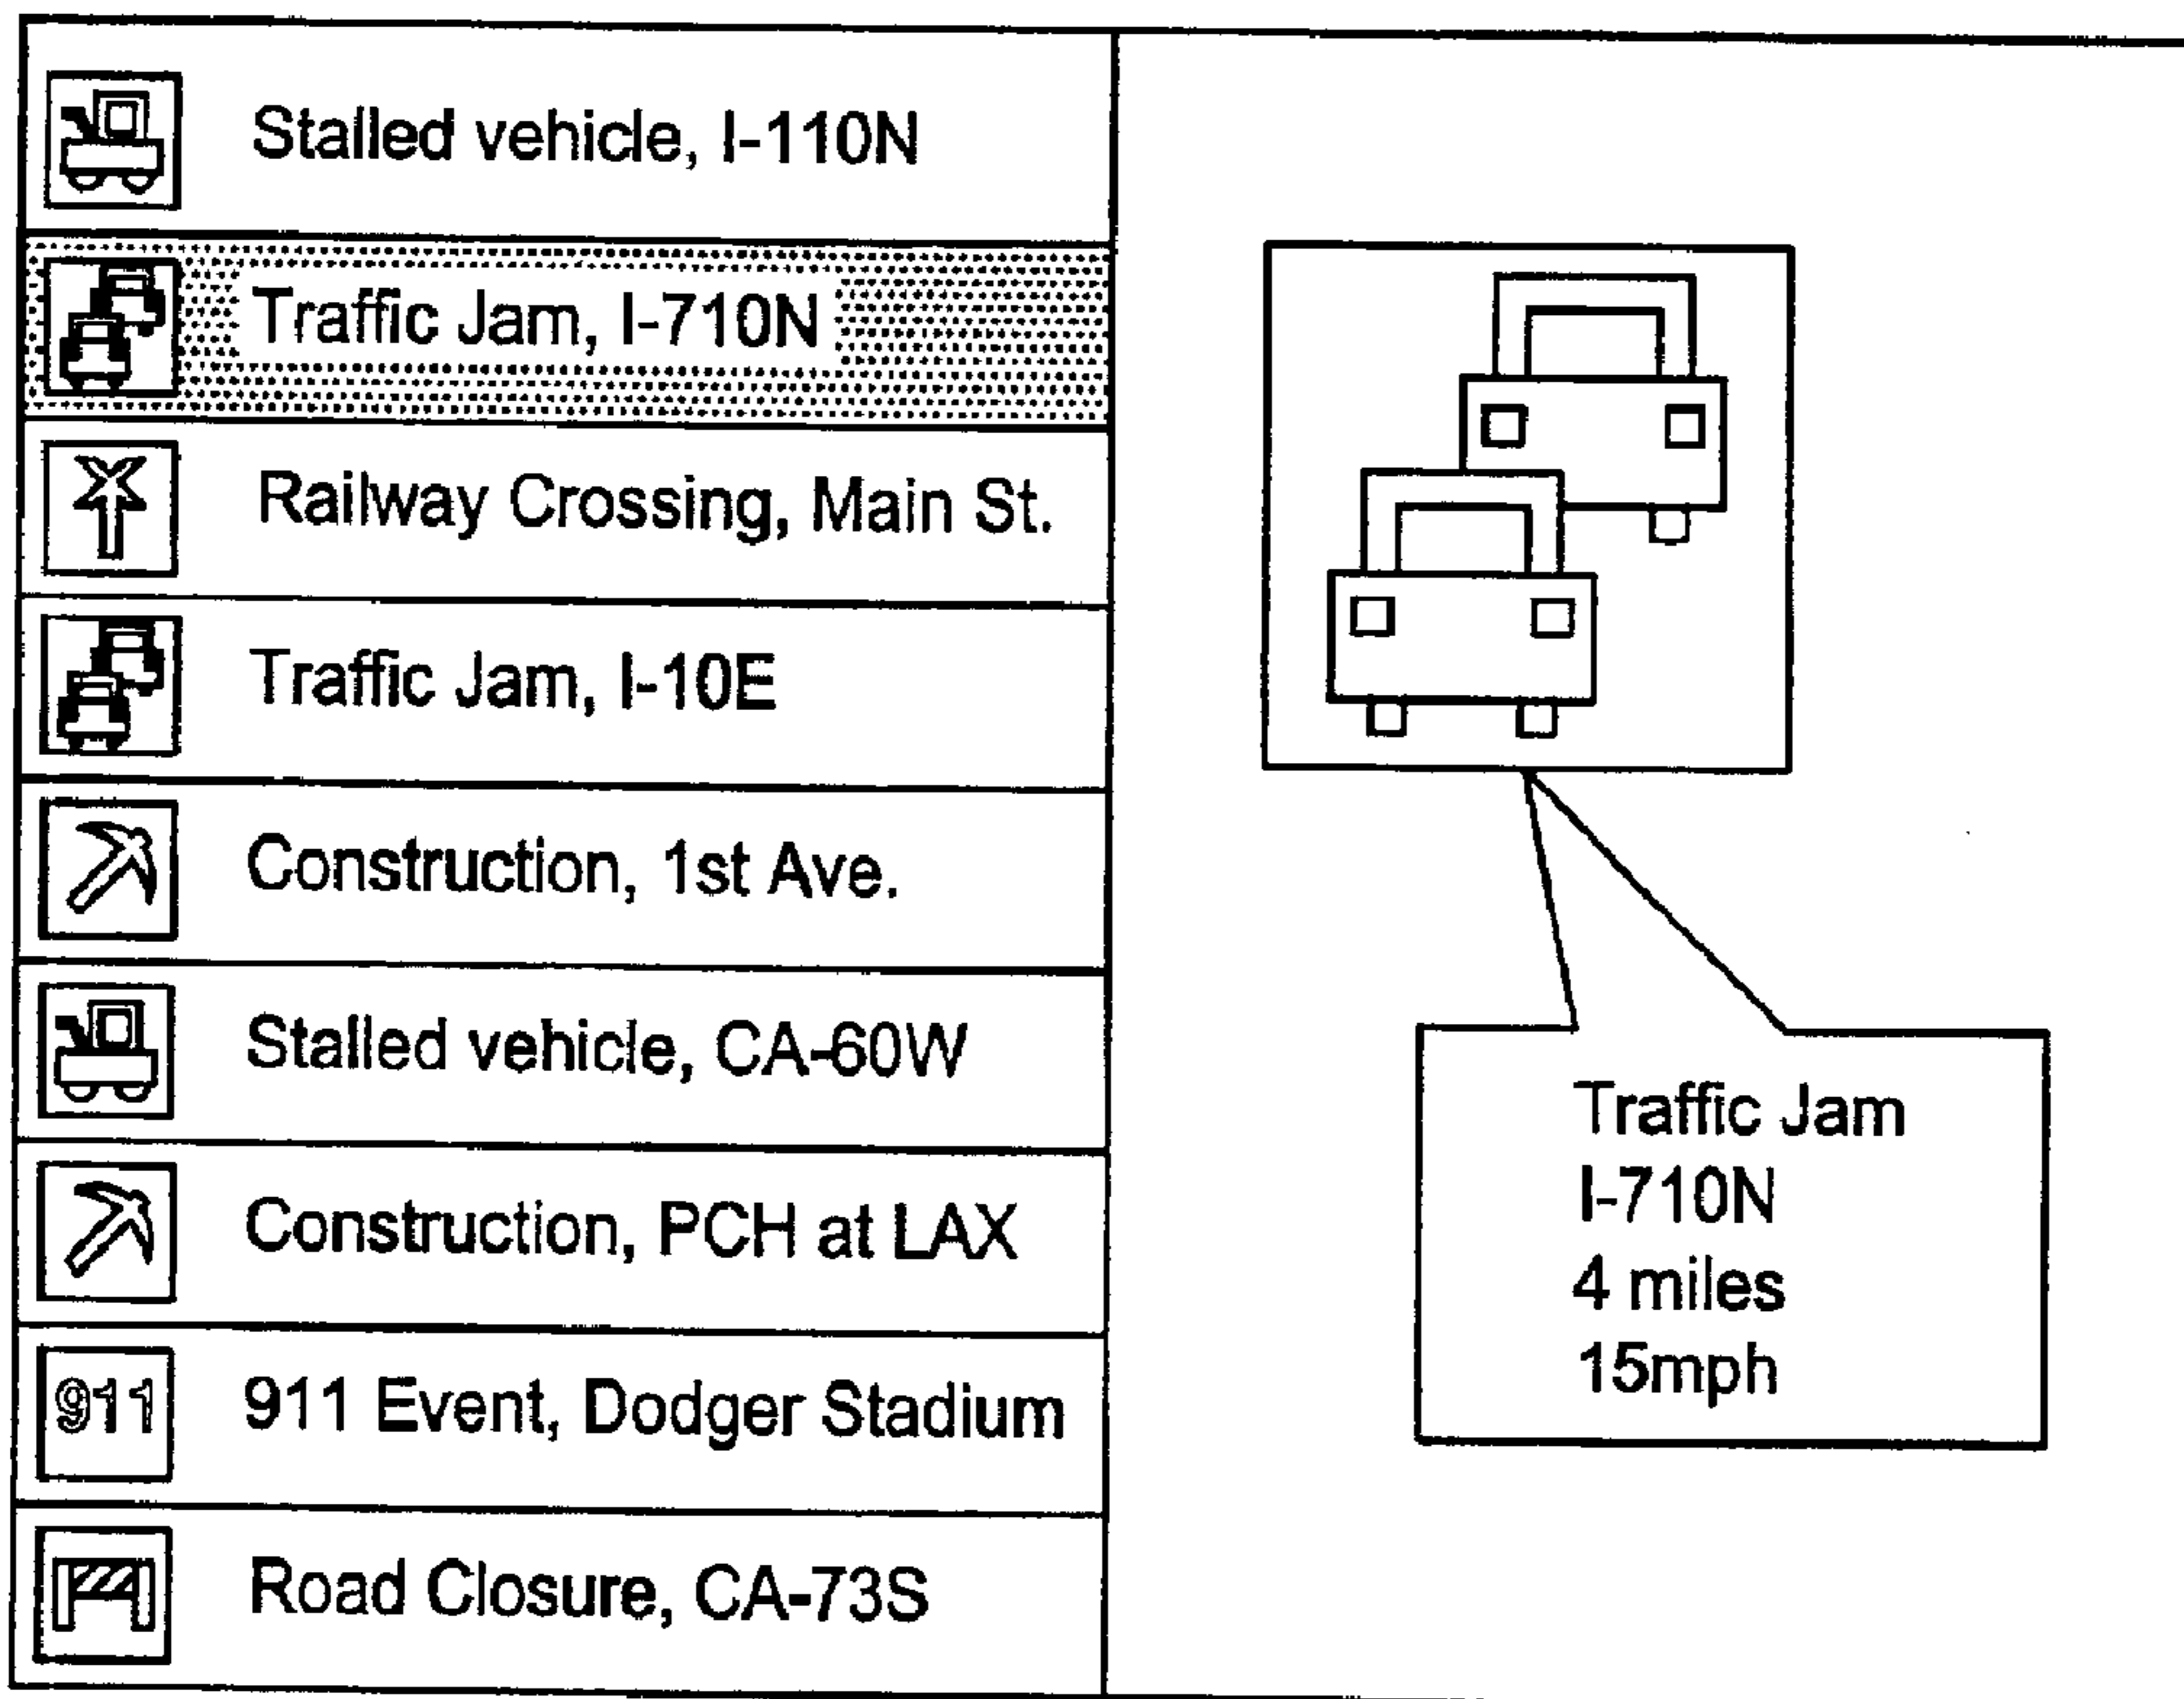 Stalled vehicle, I-110N
Traffic Jam, I-710N
Railway Crossing, Main St.
Traffic Jam, I-10E
Construction, 1st Ave.
Stalled vehicle, CA-60W
Construction, PCH at LAX
911
911 Event, Dodger Stadium
Road Closure, CA-73S
Traffic Jam
I-710N
4 miles
15mph